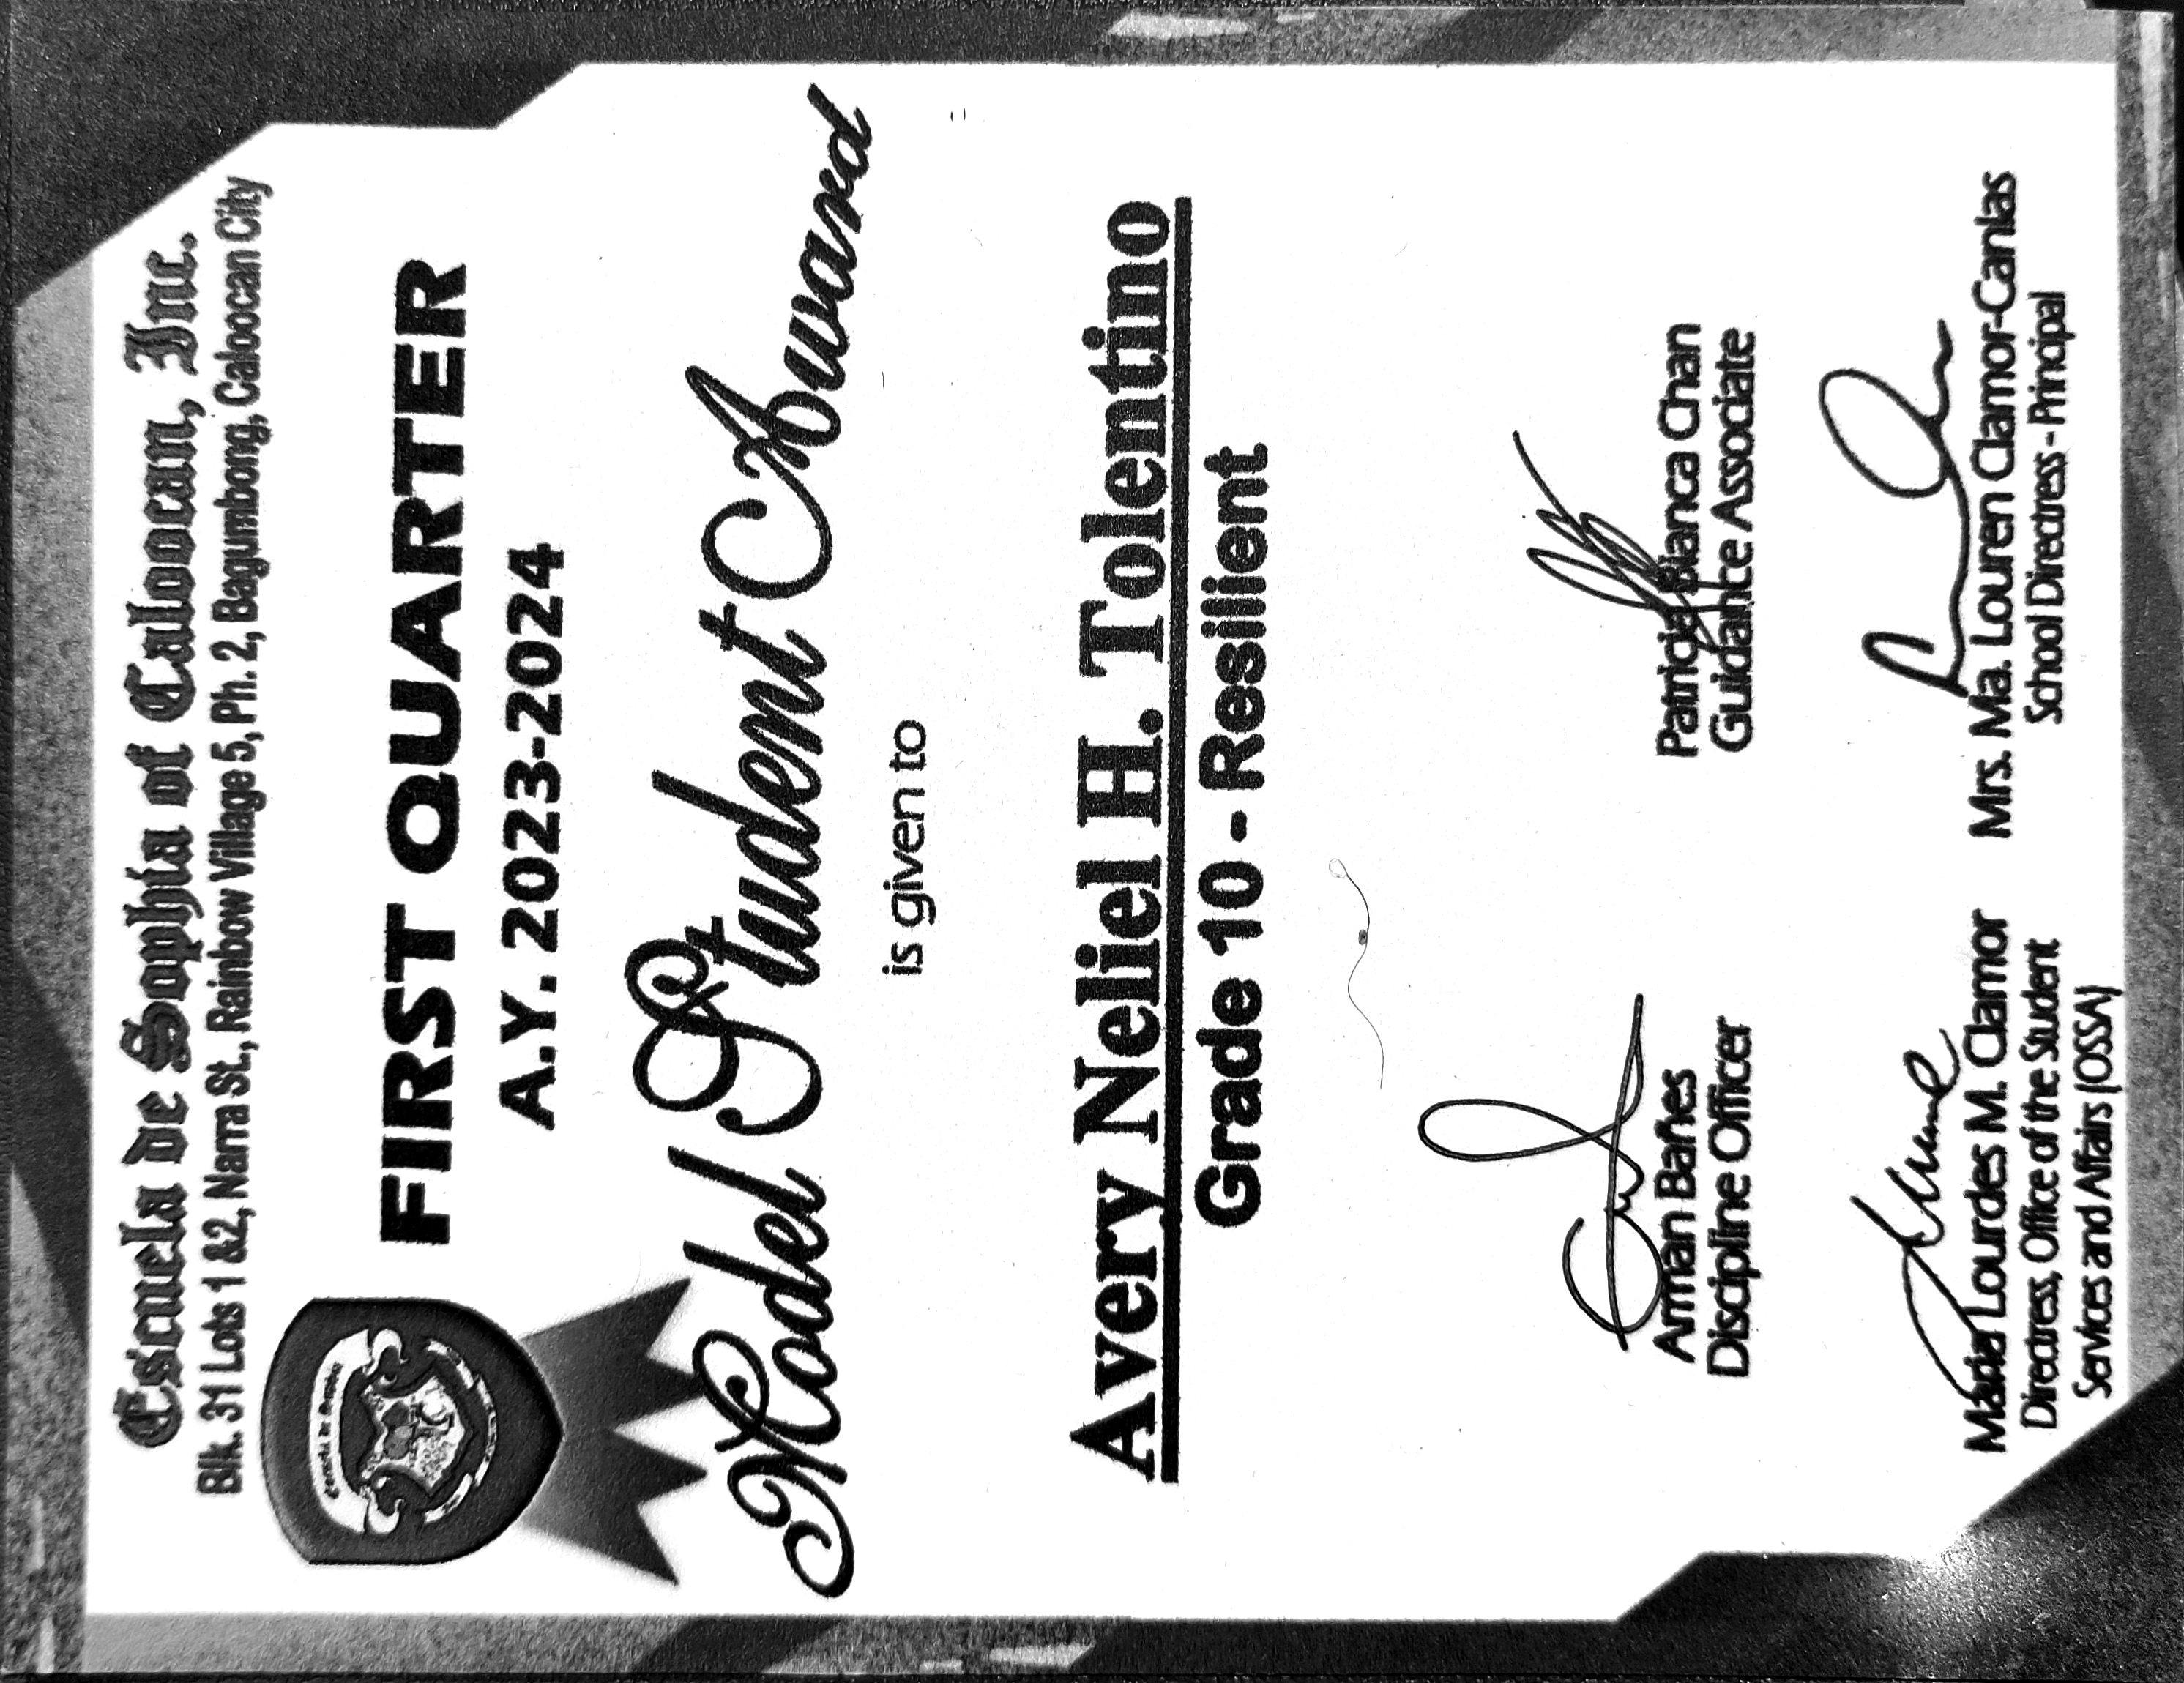 Escuela de Sophia of Caloocan, Inc.
Blk. 31 Lots 1 &2, Narra St., Rainbow Village 5, Ph. 2, Bagumbong, Caloocan City
Escuela de Sophia
FIRST QUARTER
A.Y. 2023-2024
Model Student Award
is given to
Avery Neliel H. Tolentino
Grade 10 - Resilient
Arman Bañes
Discipline Officer
Patricia Bianca Chan
Guidance Associate
Maria Lourdes M. Clamor
Directress, Office of the Student
Services and Affairs (OSSA)
Mrs. Ma. Louren Clamor-Canlas
School Directress - Principal